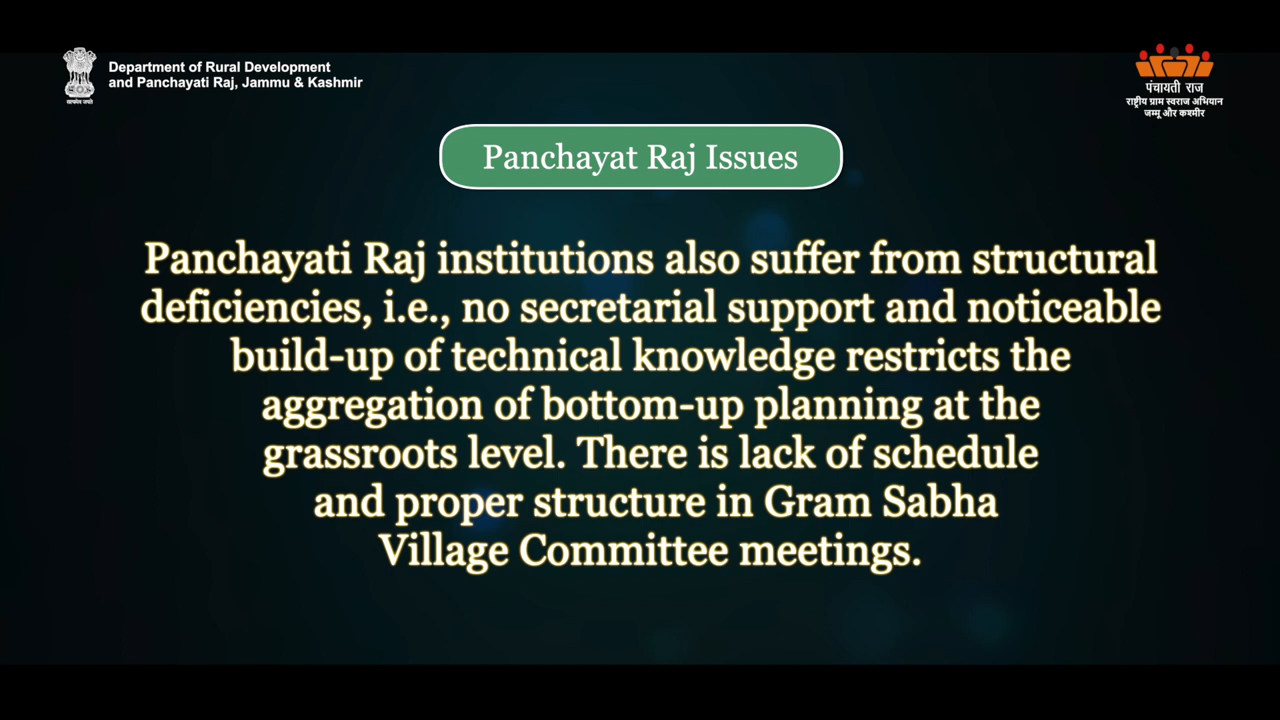 Department of Rural Development
and Panchayati Raj, Jammu & Kashmir
सत्यमेव जयते
पंचायती राज
राष्ट्रीय ग्राम स्वराज अभियान
जम्मू और कश्मीर
Panchayat Raj Issues
Panchayati Raj institutions also suffer from structural
deficiencies, i.e., no secretarial support and noticeable
build-up of technical knowledge restricts the
aggregation of bottom-up planning at the
grassroots level. There is lack of schedule
and proper structure in Gram Sabha
Village Committee meetings.